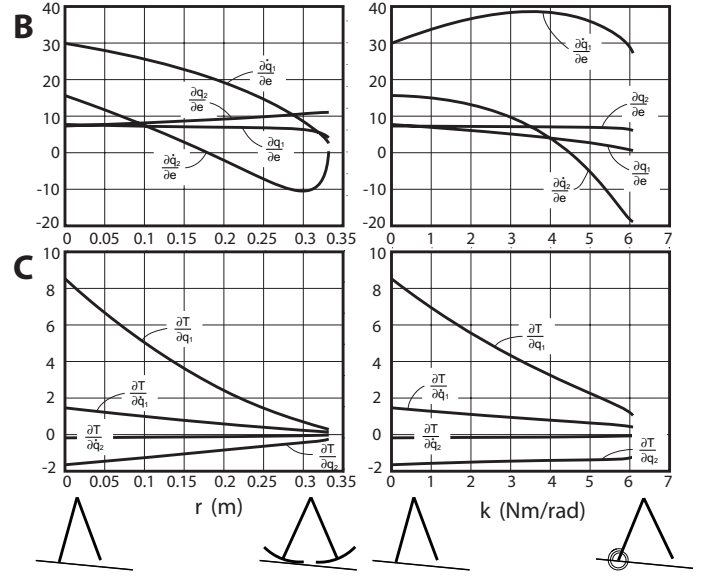 B
40
30
20
10
0
-10
-20
0 0.05 0.1 0.15 0.2 0.25 0.3 0.35
∂q̇₁
∂e
∂q₂
∂e
∂q₁
∂e
∂q̇₂
∂e
40
30
20
10
0
-10
-20
0 1 2 3 4 5 6 7
∂q̇₁
∂e
∂q₂
∂e
∂q₁
∂e
∂q̇₂
∂e
C
10
8
6
4
2
0
-2
0 0.05 0.1 0.15 0.2 0.25 0.3 0.35
∂T
∂q₁
∂T
∂q̇₁
∂T
∂q̇₂
∂T
∂q₂
r (m)
10
8
6
4
2
0
-2
0 1 2 3 4 5 6 7
∂T
∂q₁
∂T
∂q̇₁
∂T
∂q̇₂
∂T
∂q₂
k (Nm/rad)